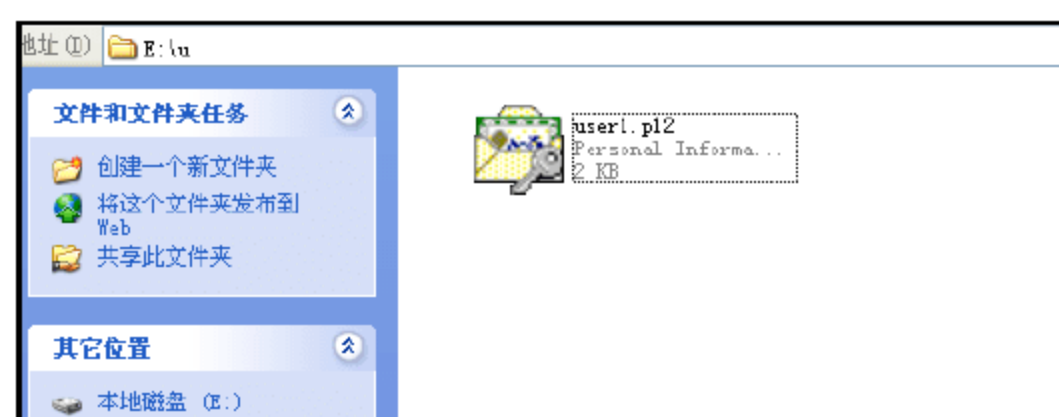 地址(D) E:\u
文件和文件夹任务
创建一个新文件夹
将这个文件夹发布到
Web
共享此文件夹
其它位置
本地磁盘 (E:)
user1.p12
Personal Informa...
2 KB